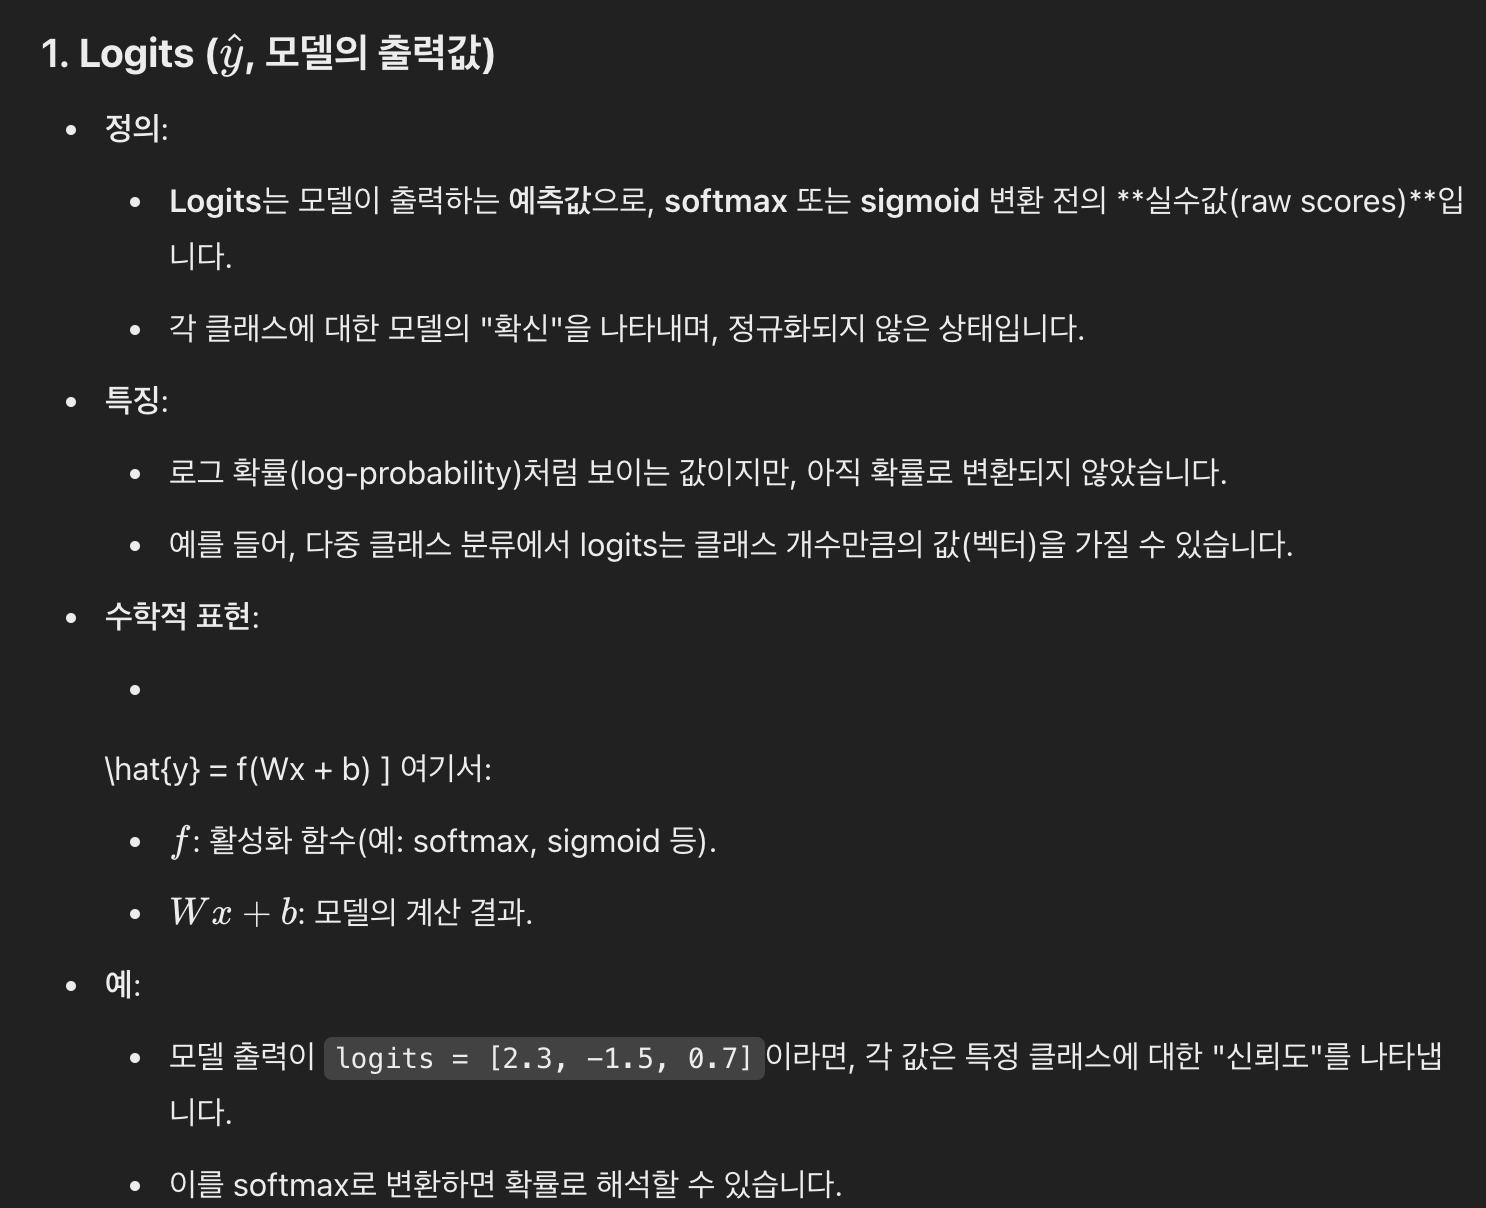 1. Logits (ŷ, 모델의 출력값)
• 정의:
• Logits는 모델이 출력하는 예측값으로, softmax 또는 sigmoid 변환 전의 **실수값(raw scores)**입
니다.
• 각 클래스에 대한 모델의 "확신"을 나타내며, 정규화되지 않은 상태입니다.
• 특징:
• 로그 확률(log-probability)처럼 보이는 값이지만, 아직 확률로 변환되지 않았습니다.
• 예를 들어, 다중 클래스 분류에서 logits는 클래스 개수만큼의 값(벡터)을 가질 수 있습니다.
• 수학적 표현:
•
\hat{y} = f(Wx + b) ] 여기서:
• f: 활성화 함수(예: softmax, sigmoid 등).
• Wx + b: 모델의 계산 결과.
• 예:
• 모델 출력이 logits = [2.3, -1.5, 0.7]이라면, 각 값은 특정 클래스에 대한 "신뢰도"를 나타냅
니다.
• 이를 softmax로 변환하면 확률로 해석할 수 있습니다.